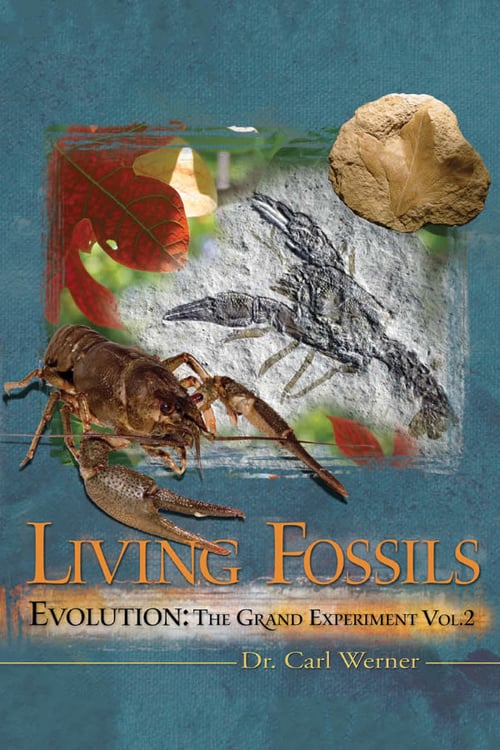 LIVING FOSSILS
EVOLUTION: THE GRAND EXPERIMENT VOL.2
Dr. Carl Werner